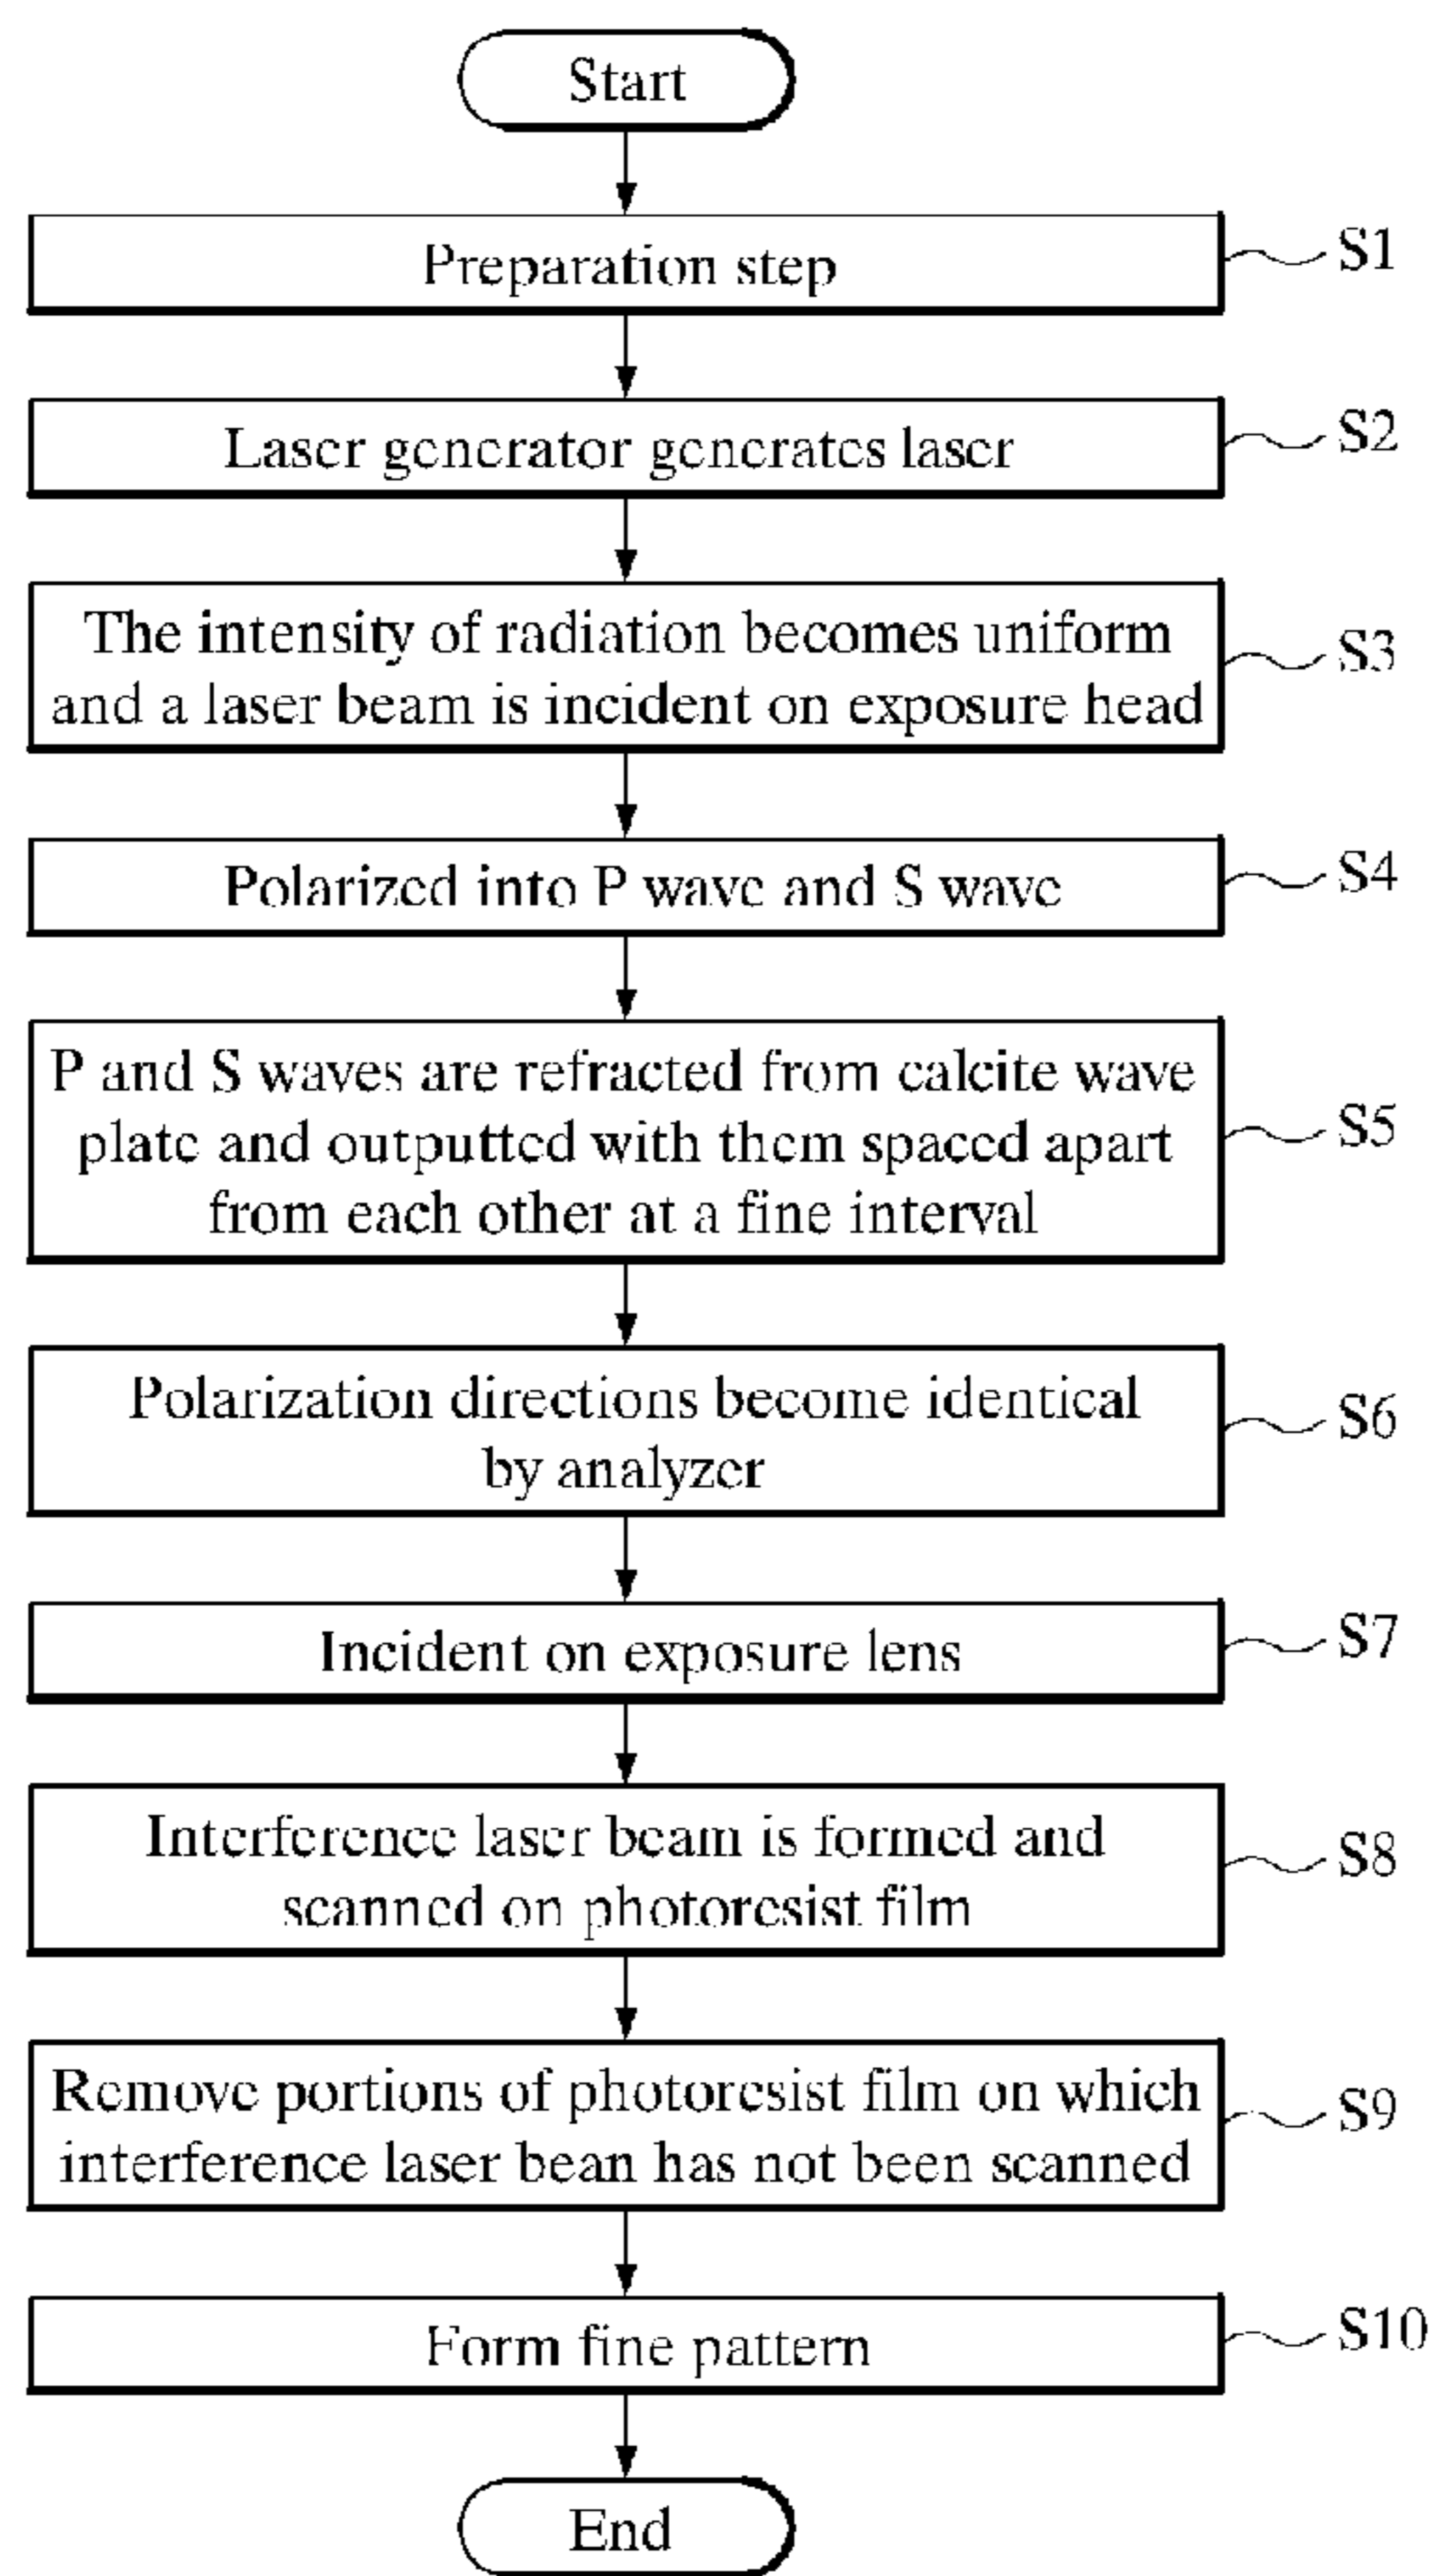 Start
Preparation step
S1
Laser generator generates laser
S2
The intensity of radiation becomes uniform
and a laser beam is incident on exposure head
S3
Polarized into P wave and S wave
S4
P and S waves are refracted from calcite wave
plate and outputted with them spaced apart
from each other at a fine interval
S5
Polarization directions become identical
by analyzer
S6
Incident on exposure lens
S7
Interference laser beam is formed and
scanned on photoresist film
S8
Remove portions of photoresist film on which
interference laser bean has not been scanned
S9
Form fine pattern
S10
End